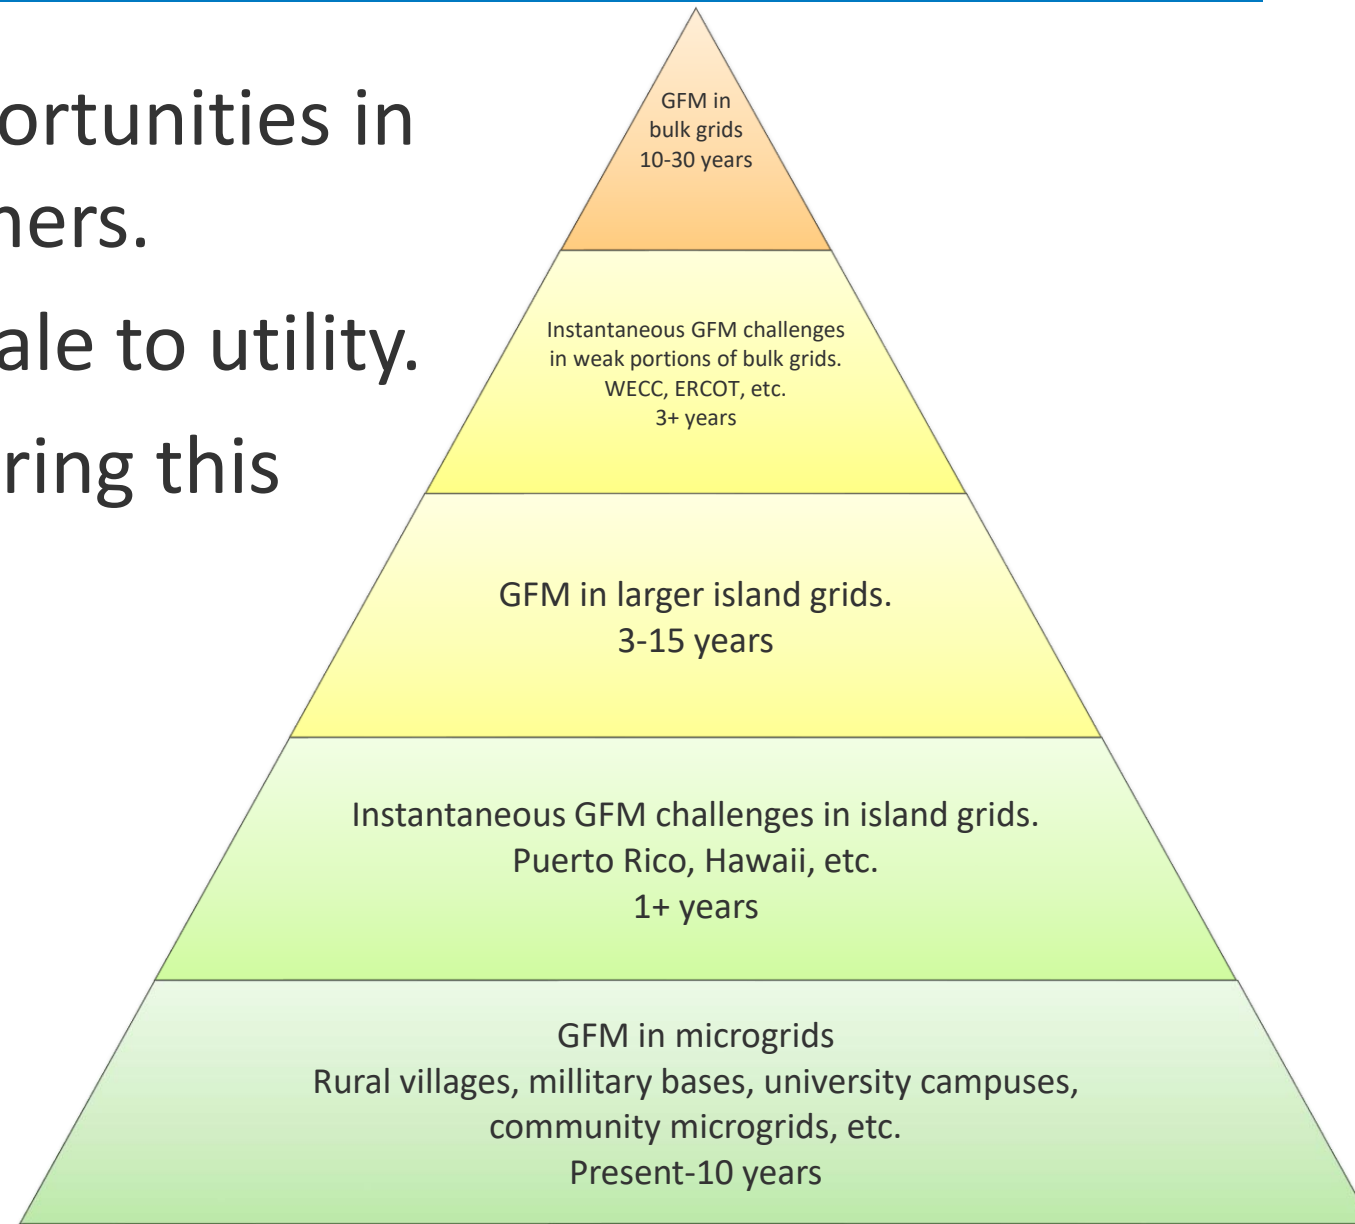 ortunities in
ners.
ale to utility.
ring this
GFM in
bulk grids
10-30 years
Instantaneous GFM challenges
in weak portions of bulk grids.
WECC, ERCOT, etc.
3+ years
GFM in larger island grids.
3-15 years
Instantaneous GFM challenges in island grids.
Puerto Rico, Hawaii, etc.
1+ years
GFM in microgrids
Rural villages, millitary bases, university campuses,
community microgrids, etc.
Present-10 years